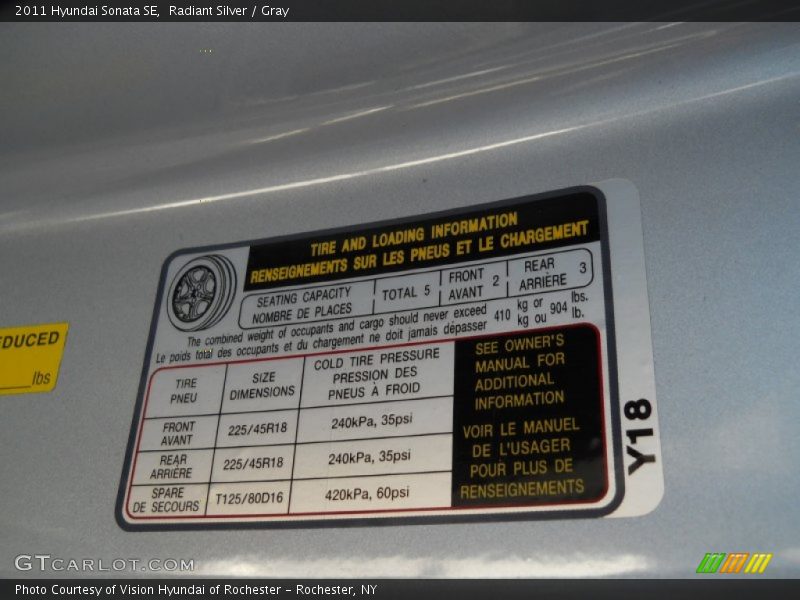 2011 Hyundai Sonata SE,  Radiant Silver / Gray
TIRE AND LOADING INFORMATION
RENSEIGNEMENTS SUR LES PNEUS ET LE CHARGEMENT
SEATING CAPACITY
NOMBRE DE PLACES
TOTAL 5
FRONT
AVANT 2
REAR
ARRIÈRE 3
The combined weight of occupants and cargo should never exceed 410 kg or 904 lbs.
Le poids total des occupants et du chargement ne doit jamais dépasser 410 kg ou 904 lb.
TIRE
PNEU
SIZE
DIMENSIONS
COLD TIRE PRESSURE
PRESSION DES
PNEUS À FROID
FRONT
AVANT
225/45R18
240kPa, 35psi
REAR
ARRIÈRE
225/45R18
240kPa, 35psi
SPARE
DE SECOURS
T125/80D16
420kPa, 60psi
SEE OWNER'S
MANUAL FOR
ADDITIONAL
INFORMATION
VOIR LE MANUEL
DE L'USAGER
POUR PLUS DE
RENSEIGNEMENTS
Y18
EDUCED
lbs
GTCARLOT.COM
Photo Courtesy of Vision Hyundai of Rochester - Rochester, NY